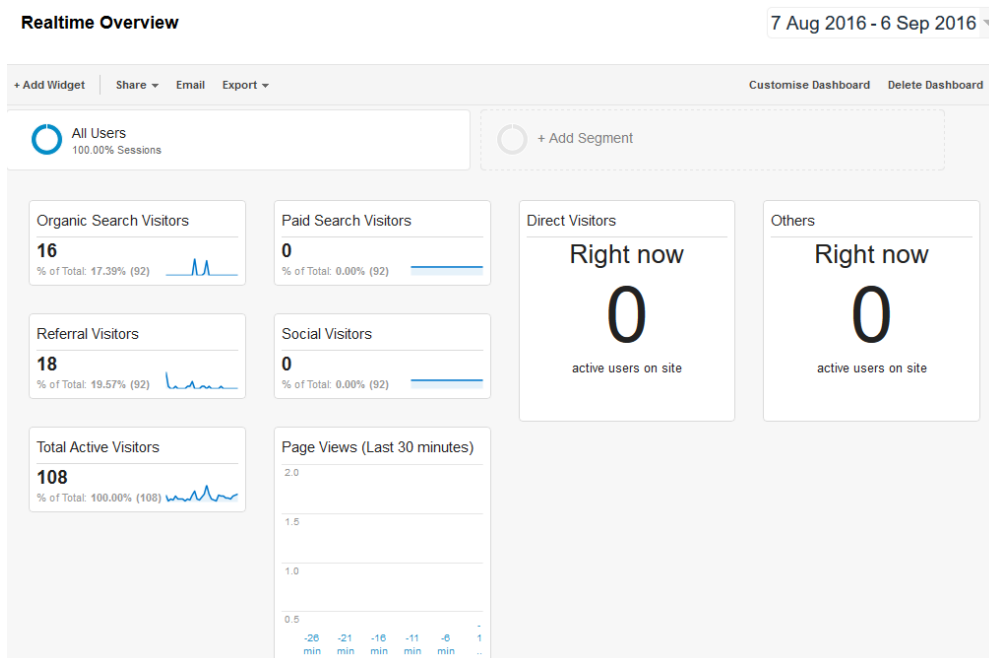 Realtime Overview
7 Aug 2016 - 6 Sep 2016
+ Add Widget Share Email Export Customise Dashboard Delete Dashboard
All Users
100.00% Sessions
+ Add Segment
Organic Search Visitors
16
% of Total: 17.39% (92)
Paid Search Visitors
0
% of Total: 0.00% (92)
Direct Visitors
Right now
0
active users on site
Others
Right now
0
active users on site
Referral Visitors
18
% of Total: 19.57% (92)
Social Visitors
0
% of Total: 0.00% (92)
Total Active Visitors
108
% of Total: 100.00% (108)
Page Views (Last 30 minutes)
2.0
1.5
1.0
0.5
-26 min
-21 min
-16 min
-11 min
-6 min
-1 ..